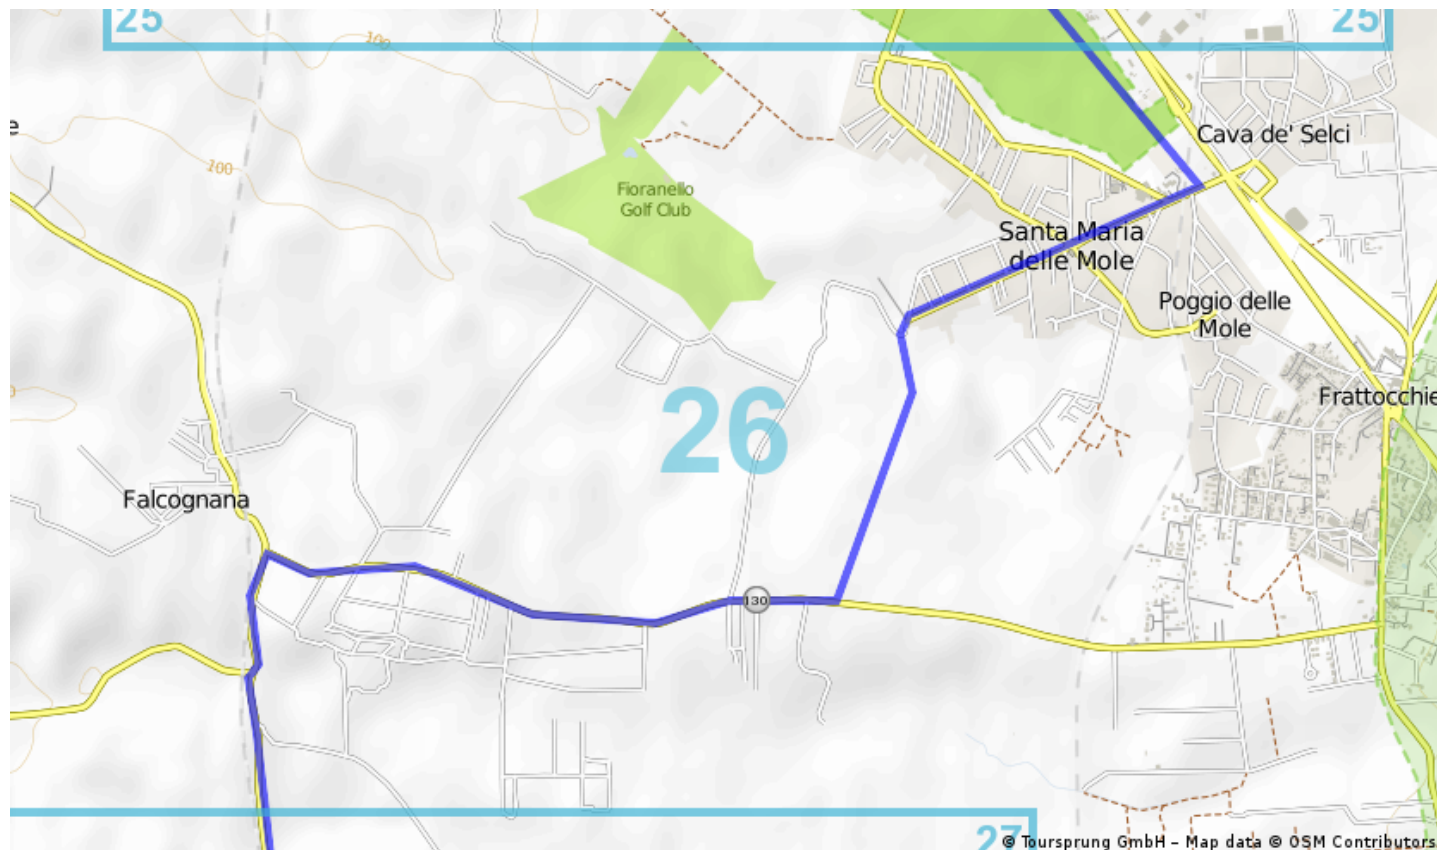 25
25
100
e
Cava de' Selci
100
Fioranello
Golf Club
Santa Maria
delle Mole
Poggio delle
Mole
Frattocchie
26
Falcognana
130
27
© Toursprung GmbH – Map data © OSM Contributors